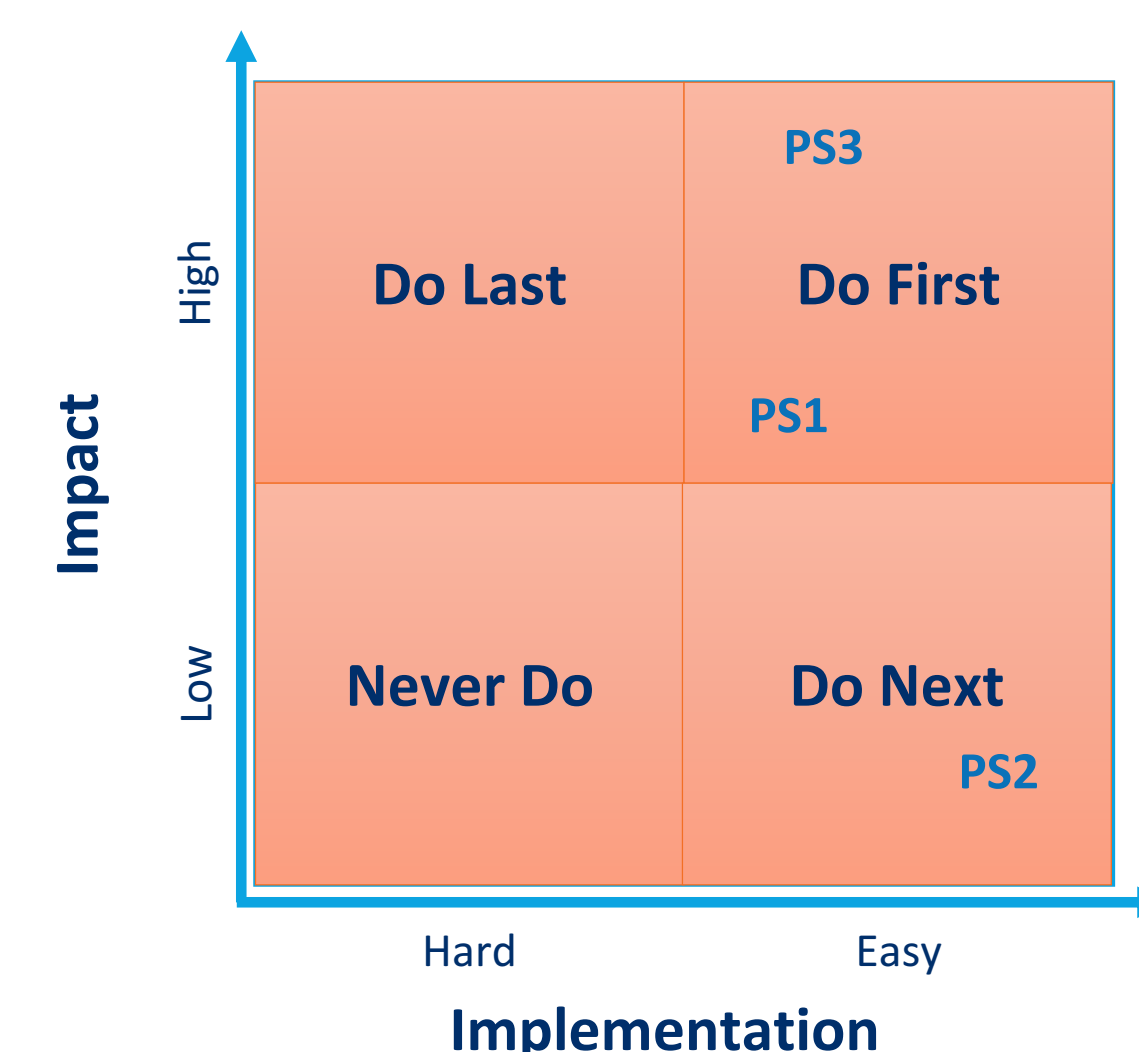 PS3
High
Do Last
Do First
PS1
Impact
Low
Never Do
Do Next
PS2
Hard
Easy
Implementation